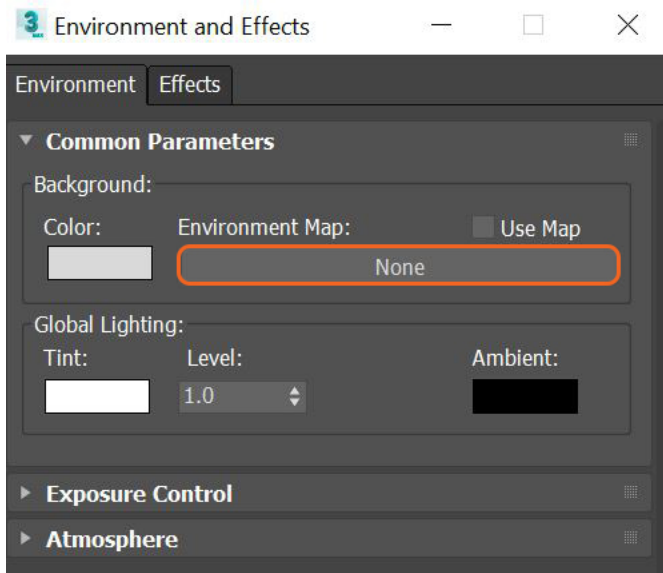 3 Environment and Effects
MAX
Environment Effects
Common Parameters
Background:
Color: Environment Map: Use Map
None
Global Lighting:
Tint: Level: Ambient:
1.0
Exposure Control
Atmosphere